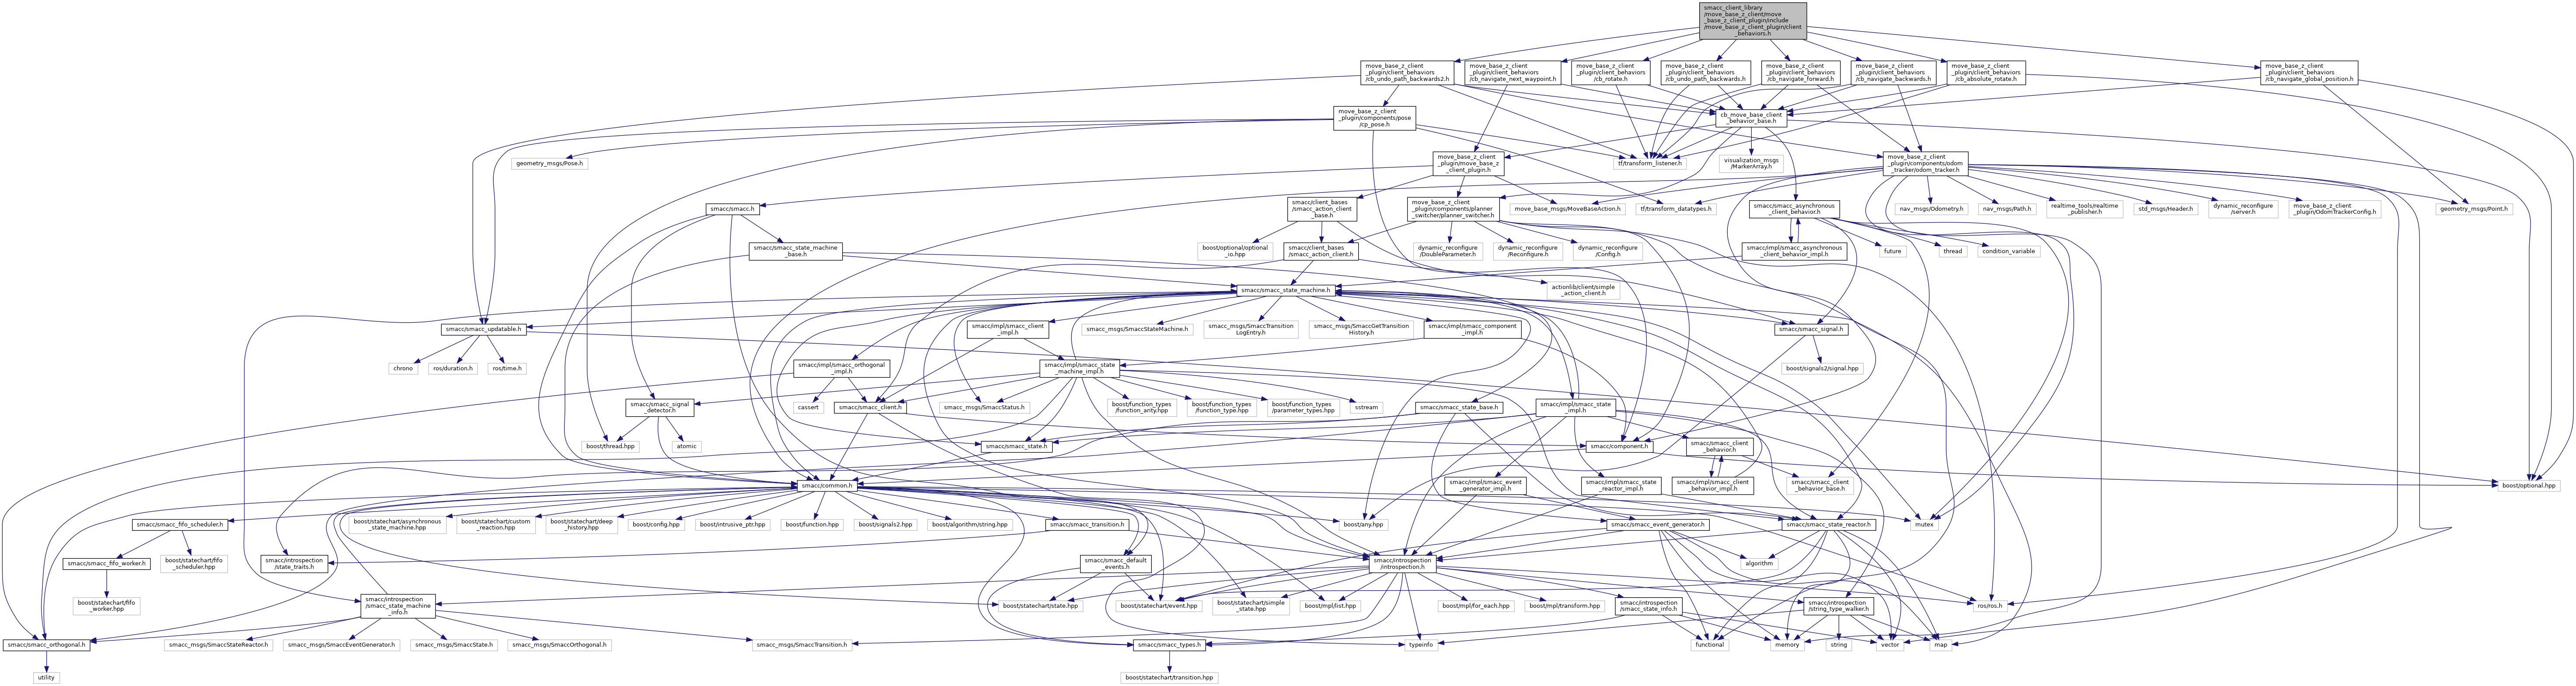 smacc_client_library
/move_base_z_client/move
_base_z_client_plugin/include
/move_base_z_client_plugin/client
_behaviors.h
move_base_z_client
_plugin/client_behaviors
/cb_undo_path_backwards2.h
move_base_z_client
_plugin/client_behaviors
/cb_navigate_next_waypoint.h
move_base_z_client
_plugin/client_behaviors
/cb_rotate.h
move_base_z_client
_plugin/client_behaviors
/cb_undo_path_backwards.h
move_base_z_client
_plugin/client_behaviors
/cb_navigate_forward.h
move_base_z_client
_plugin/client_behaviors
/cb_navigate_backwards.h
move_base_z_client
_plugin/client_behaviors
/cb_absolute_rotate.h
move_base_z_client
_plugin/client_behaviors
/cb_navigate_global_position.h
move_base_z_client
_plugin/components/pose
/cp_pose.h
cb_move_base_client
_behavior_base.h
geometry_msgs/Pose.h
move_base_z_client
_plugin/move_base_z
_client_plugin.h
tf/transform_listener.h
visualization_msgs
/MarkerArray.h
move_base_z_client
_plugin/components/odom
_tracker/odom_tracker.h
smacc/smacc.h
smacc/client_bases
/smacc_action_client
_base.h
move_base_z_client
_plugin/components/planner
_switcher/planner_switcher.h
move_base_msgs/MoveBaseAction.h
tf/transform_datatypes.h
smacc/smacc_asynchronous
_client_behavior.h
nav_msgs/Odometry.h
nav_msgs/Path.h
realtime_tools/realtime
_publisher.h
std_msgs/Header.h
dynamic_reconfigure
/server.h
move_base_z_client
_plugin/OdomTrackerConfig.h
geometry_msgs/Point.h
smacc/smacc_state_machine
_base.h
boost/optional/optional
_io.hpp
smacc/client_bases
/smacc_action_client.h
dynamic_reconfigure
/DoubleParameter.h
dynamic_reconfigure
/Reconfigure.h
dynamic_reconfigure
/Config.h
smacc/impl/smacc_asynchronous
_client_behavior_impl.h
future
thread
condition_variable
smacc/smacc_state_machine.h
actionlib/client/simple
_action_client.h
smacc/smacc_updatable.h
smacc/impl/smacc_client
_impl.h
smacc_msgs/SmaccStateMachine.h
smacc_msgs/SmaccTransition
LogEntry.h
smacc_msgs/SmaccGetTransition
History.h
smacc/impl/smacc_component
_impl.h
smacc/smacc_signal.h
chrono
ros/duration.h
ros/time.h
smacc/impl/smacc_orthogonal
_impl.h
smacc/impl/smacc_state
_machine_impl.h
boost/signals2/signal.hpp
smacc/smacc_signal
_detector.h
cassert
smacc/smacc_client.h
smacc_msgs/SmaccStatus.h
boost/function_types
/function_arity.hpp
boost/function_types
/function_type.hpp
boost/function_types
/parameter_types.hpp
sstream
smacc/smacc_state_base.h
smacc/impl/smacc_state
_impl.h
boost/thread.hpp
atomic
smacc/smacc_state.h
smacc/component.h
smacc/smacc_client
_behavior.h
smacc/common.h
smacc/impl/smacc_event
_generator_impl.h
smacc/impl/smacc_state
_reactor_impl.h
smacc/impl/smacc_client
_behavior_impl.h
smacc/smacc_client
_behavior_base.h
boost/optional.hpp
smacc/smacc_fifo_scheduler.h
boost/statechart/asynchronous
_state_machine.hpp
boost/statechart/custom
_reaction.hpp
boost/statechart/deep
_history.hpp
boost/config.hpp
boost/intrusive_ptr.hpp
boost/function.hpp
boost/signals2.hpp
boost/algorithm/string.hpp
smacc/smacc_transition.h
boost/any.hpp
smacc/smacc_event_generator.h
smacc/smacc_state_reactor.h
mutex
smacc/smacc_fifo_worker.h
boost/statechart/fifo
_scheduler.hpp
smacc/introspection
/state_traits.h
smacc/smacc_default
_events.h
smacc/introspection
/introspection.h
algorithm
boost/statechart/fifo
_worker.hpp
smacc/introspection
/smacc_state_machine
_info.h
boost/statechart/state.hpp
boost/statechart/event.hpp
boost/statechart/simple
_state.hpp
boost/mpl/list.hpp
boost/mpl/for_each.hpp
boost/mpl/transform.hpp
smacc/introspection
/smacc_state_info.h
smacc/introspection
/string_type_walker.h
ros/ros.h
smacc/smacc_orthogonal.h
smacc_msgs/SmaccStateReactor.h
smacc_msgs/SmaccEventGenerator.h
smacc_msgs/SmaccState.h
smacc_msgs/SmaccOrthogonal.h
smacc_msgs/SmaccTransition.h
smacc/smacc_types.h
typeinfo
functional
memory
string
vector
map
utility
boost/statechart/transition.hpp